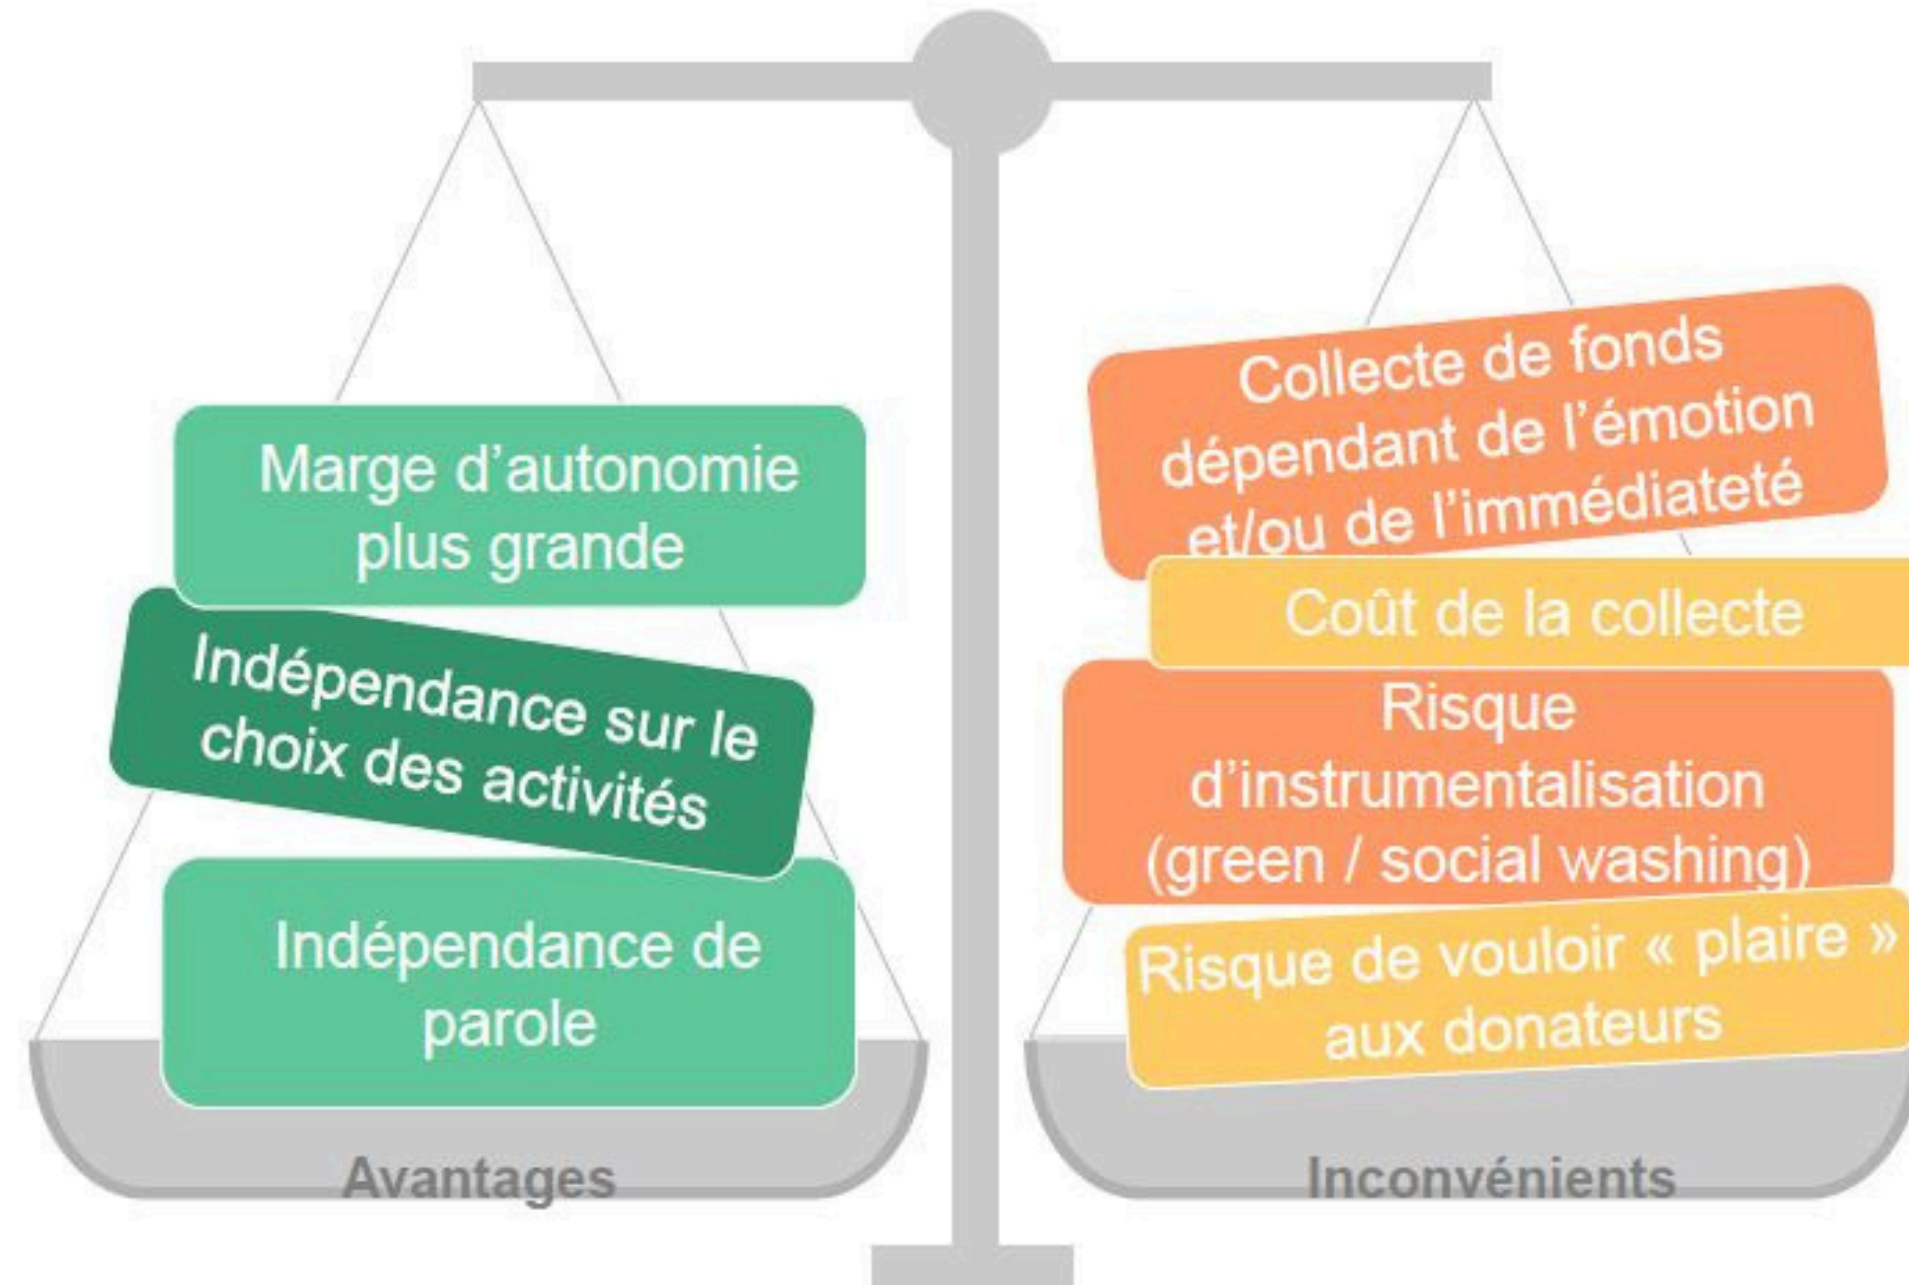 Marge d’autonomie
plus grande
Indépendance sur le
choix des activités
Indépendance de
parole
Avantages
Collecte de fonds
dépendant de l’émotion
et/ou de l’immédiateté
Coût de la collecte
Risque
d’instrumentalisation
(green / social washing)
Risque de vouloir « plaire »
aux donateurs
Inconvénients